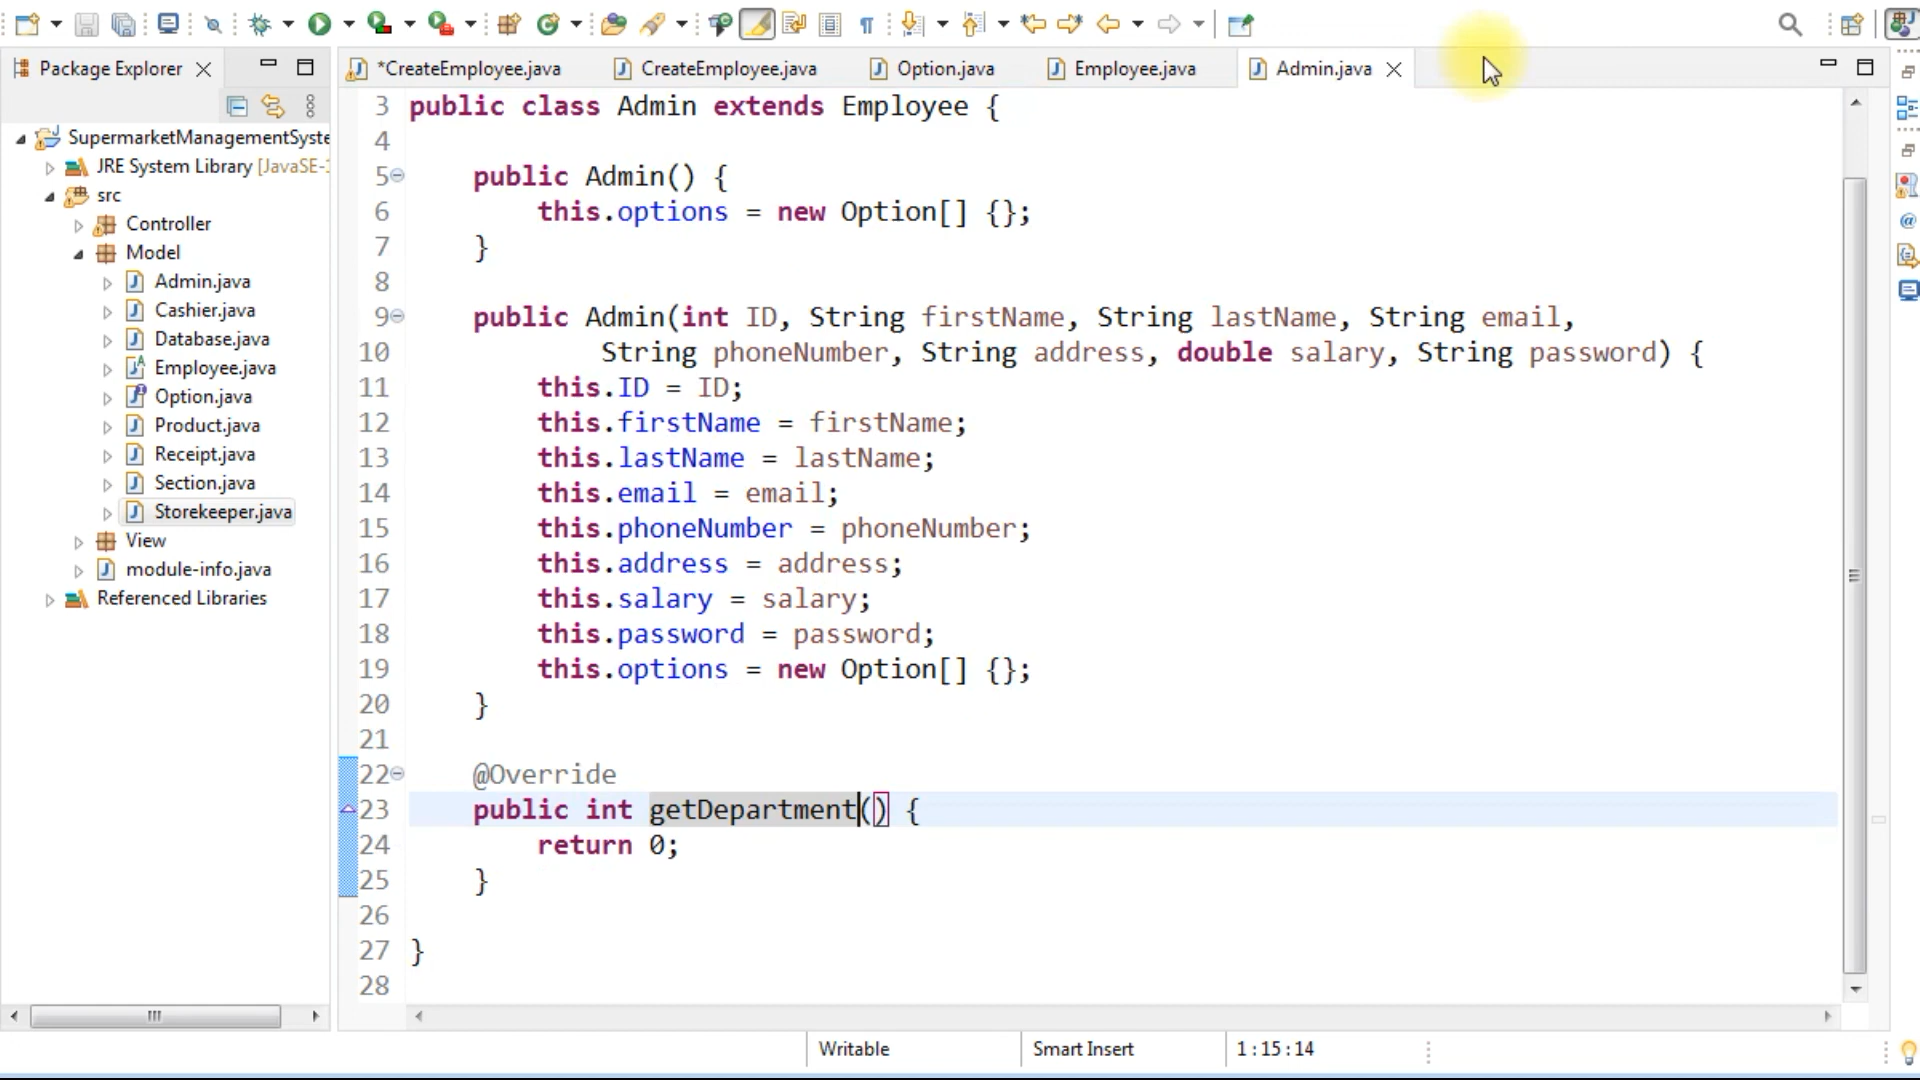 Package Explorer
*CreateEmployee.java
CreateEmployee.java
Option.java
Employee.java
Admin.java
SupermarketManagementSyste
JRE System Library [JavaSE-1
src
Controller
Model
Admin.java
Cashier.java
Database.java
Employee.java
Option.java
Product.java
Receipt.java
Section.java
Storekeeper.java
View
module-info.java
Referenced Libraries
3 public class Admin extends Employee {
4
5 public Admin() {
6 this.options = new Option[] {};
7 }
8
9 public Admin(int ID, String firstName, String lastName, String email,
10 String phoneNumber, String address, double salary, String password) {
11 this.ID = ID;
12 this.firstName = firstName;
13 this.lastName = lastName;
14 this.email = email;
15 this.phoneNumber = phoneNumber;
16 this.address = address;
17 this.salary = salary;
18 this.password = password;
19 this.options = new Option[] {};
20 }
21
22 @Override
23 public int getDepartment() {
24 return 0;
25 }
26
27 }
28
Writable
Smart Insert
1:15:14